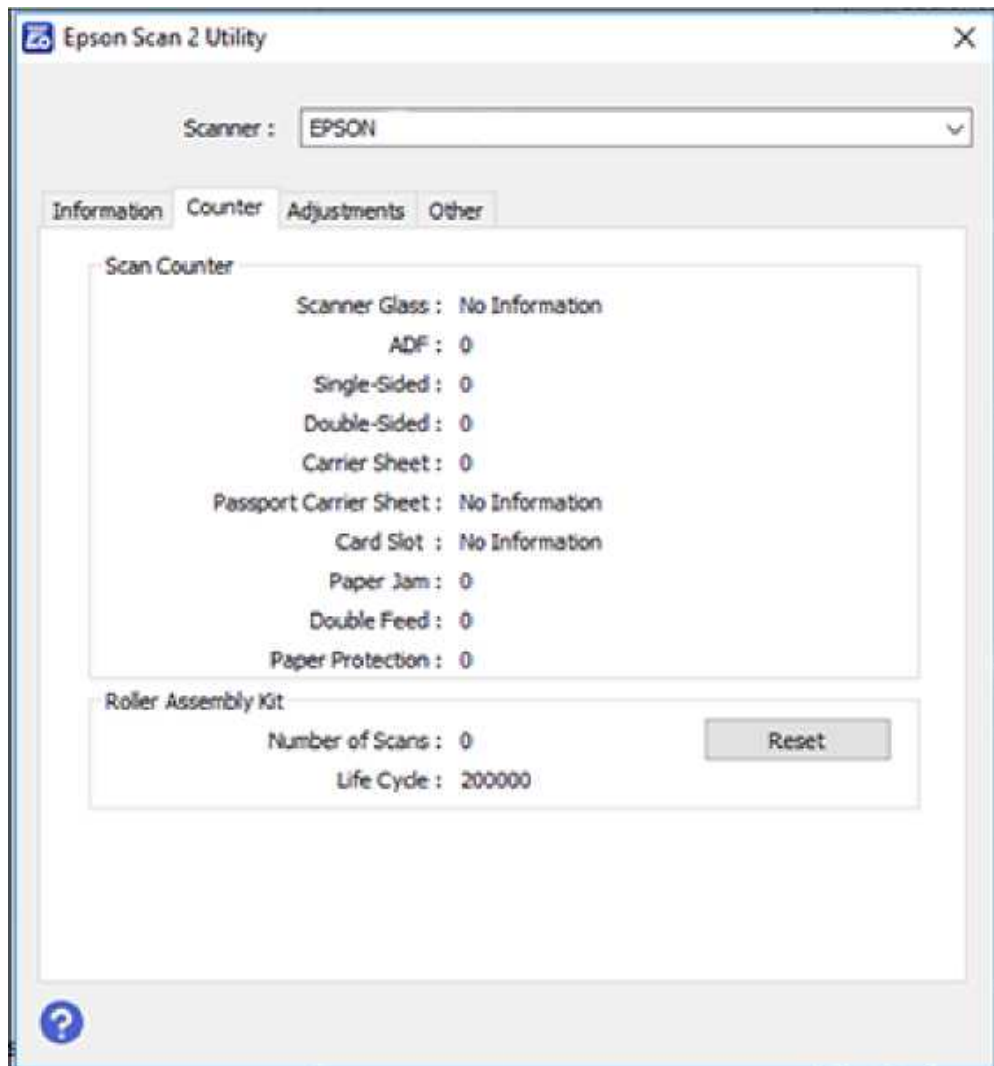 Epson Scan 2 Utility
Scanner : EPSON
Information Counter Adjustments Other
Scan Counter
Scanner Glass : No Information
ADF : 0
Single-Sided : 0
Double-Sided : 0
Carrier Sheet : 0
Passport Carrier Sheet : No Information
Card Slot : No Information
Paper Jam : 0
Double Feed : 0
Paper Protection : 0
Roller Assembly Kit
Number of Scans : 0 Reset
Life Cycle : 200000
?